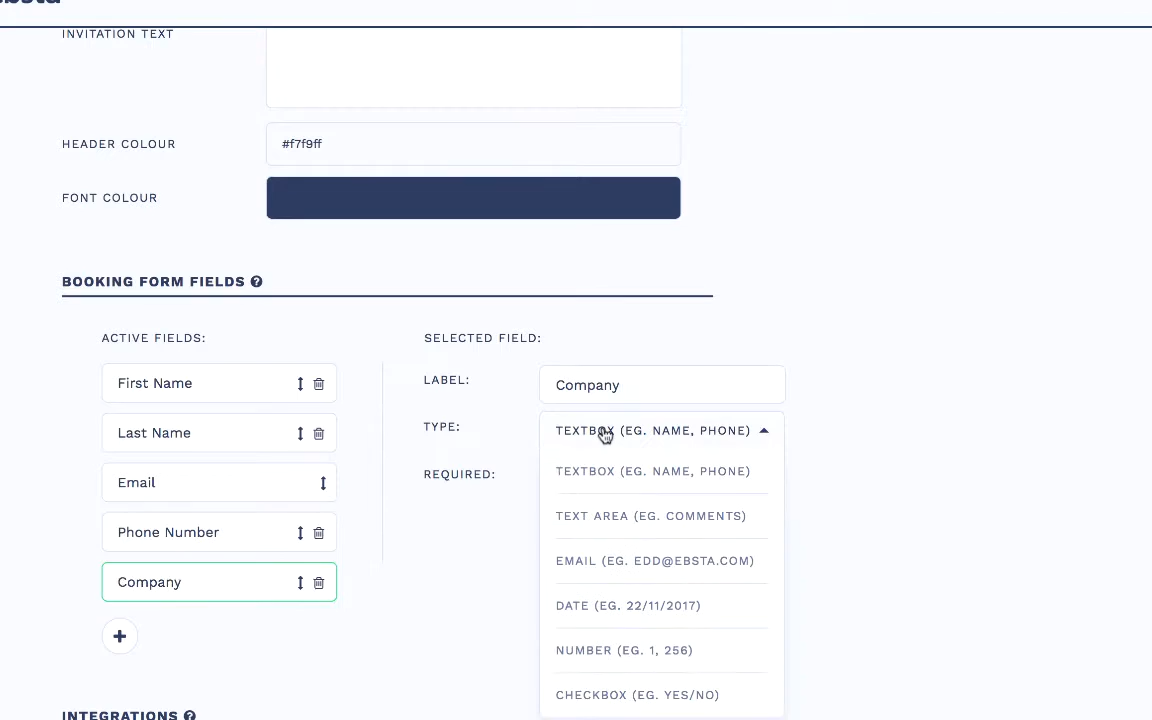 INVITATION TEXT
HEADER COLOUR
#f7f9ff
FONT COLOUR
BOOKING FORM FIELDS
ACTIVE FIELDS:
First Name
Last Name
Email
Phone Number
Company
SELECTED FIELD:
LABEL:
Company
TYPE:
TEXTBOX (EG. NAME, PHONE)
TEXTBOX (EG. NAME, PHONE)
TEXT AREA (EG. COMMENTS)
EMAIL (EG. EDD@EBSTA.COM)
DATE (EG. 22/11/2017)
NUMBER (EG. 1, 256)
CHECKBOX (EG. YES/NO)
REQUIRED:
INTEGRATIONS